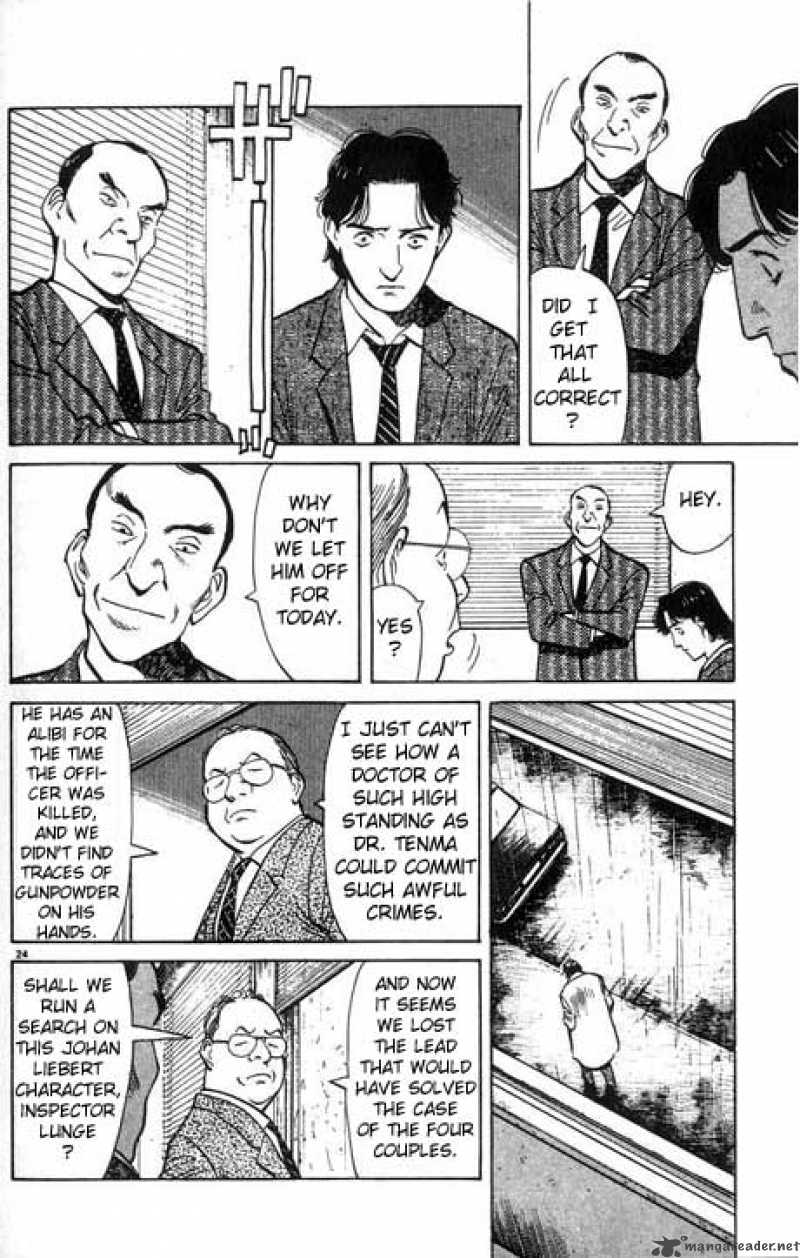 DID I
GET
THAT
ALL
CORRECT
?
サ
HEY.
YES
?
WHY
DON'T
WE LET
HIM OFF
FOR
TODAY.
I JUST CAN'T
SEE HOW A
DOCTOR OF
SUCH HIGH
STANDING AS
DR. TENMA
COULD COMMIT
SUCH AWFUL
CRIMES.
HE HAS AN
ALIBI FOR
THE TIME
THE OFFI-
CER WAS
KILLED,
AND WE
DIDN'T FIND
TRACES OF
GUNPOWDER
ON HIS
HANDS.
24
AND NOW
IT SEEMS
WE LOST
THE LEAD
THAT WOULD
HAVE SOLVED
THE CASE
OF THE FOUR
COUPLES.
SHALL WE
RUN A
SEARCH ON
THIS JOHAN
LIEBERT
CHARACTER,
INSPECTOR
LUNGE
?
mangareader.net